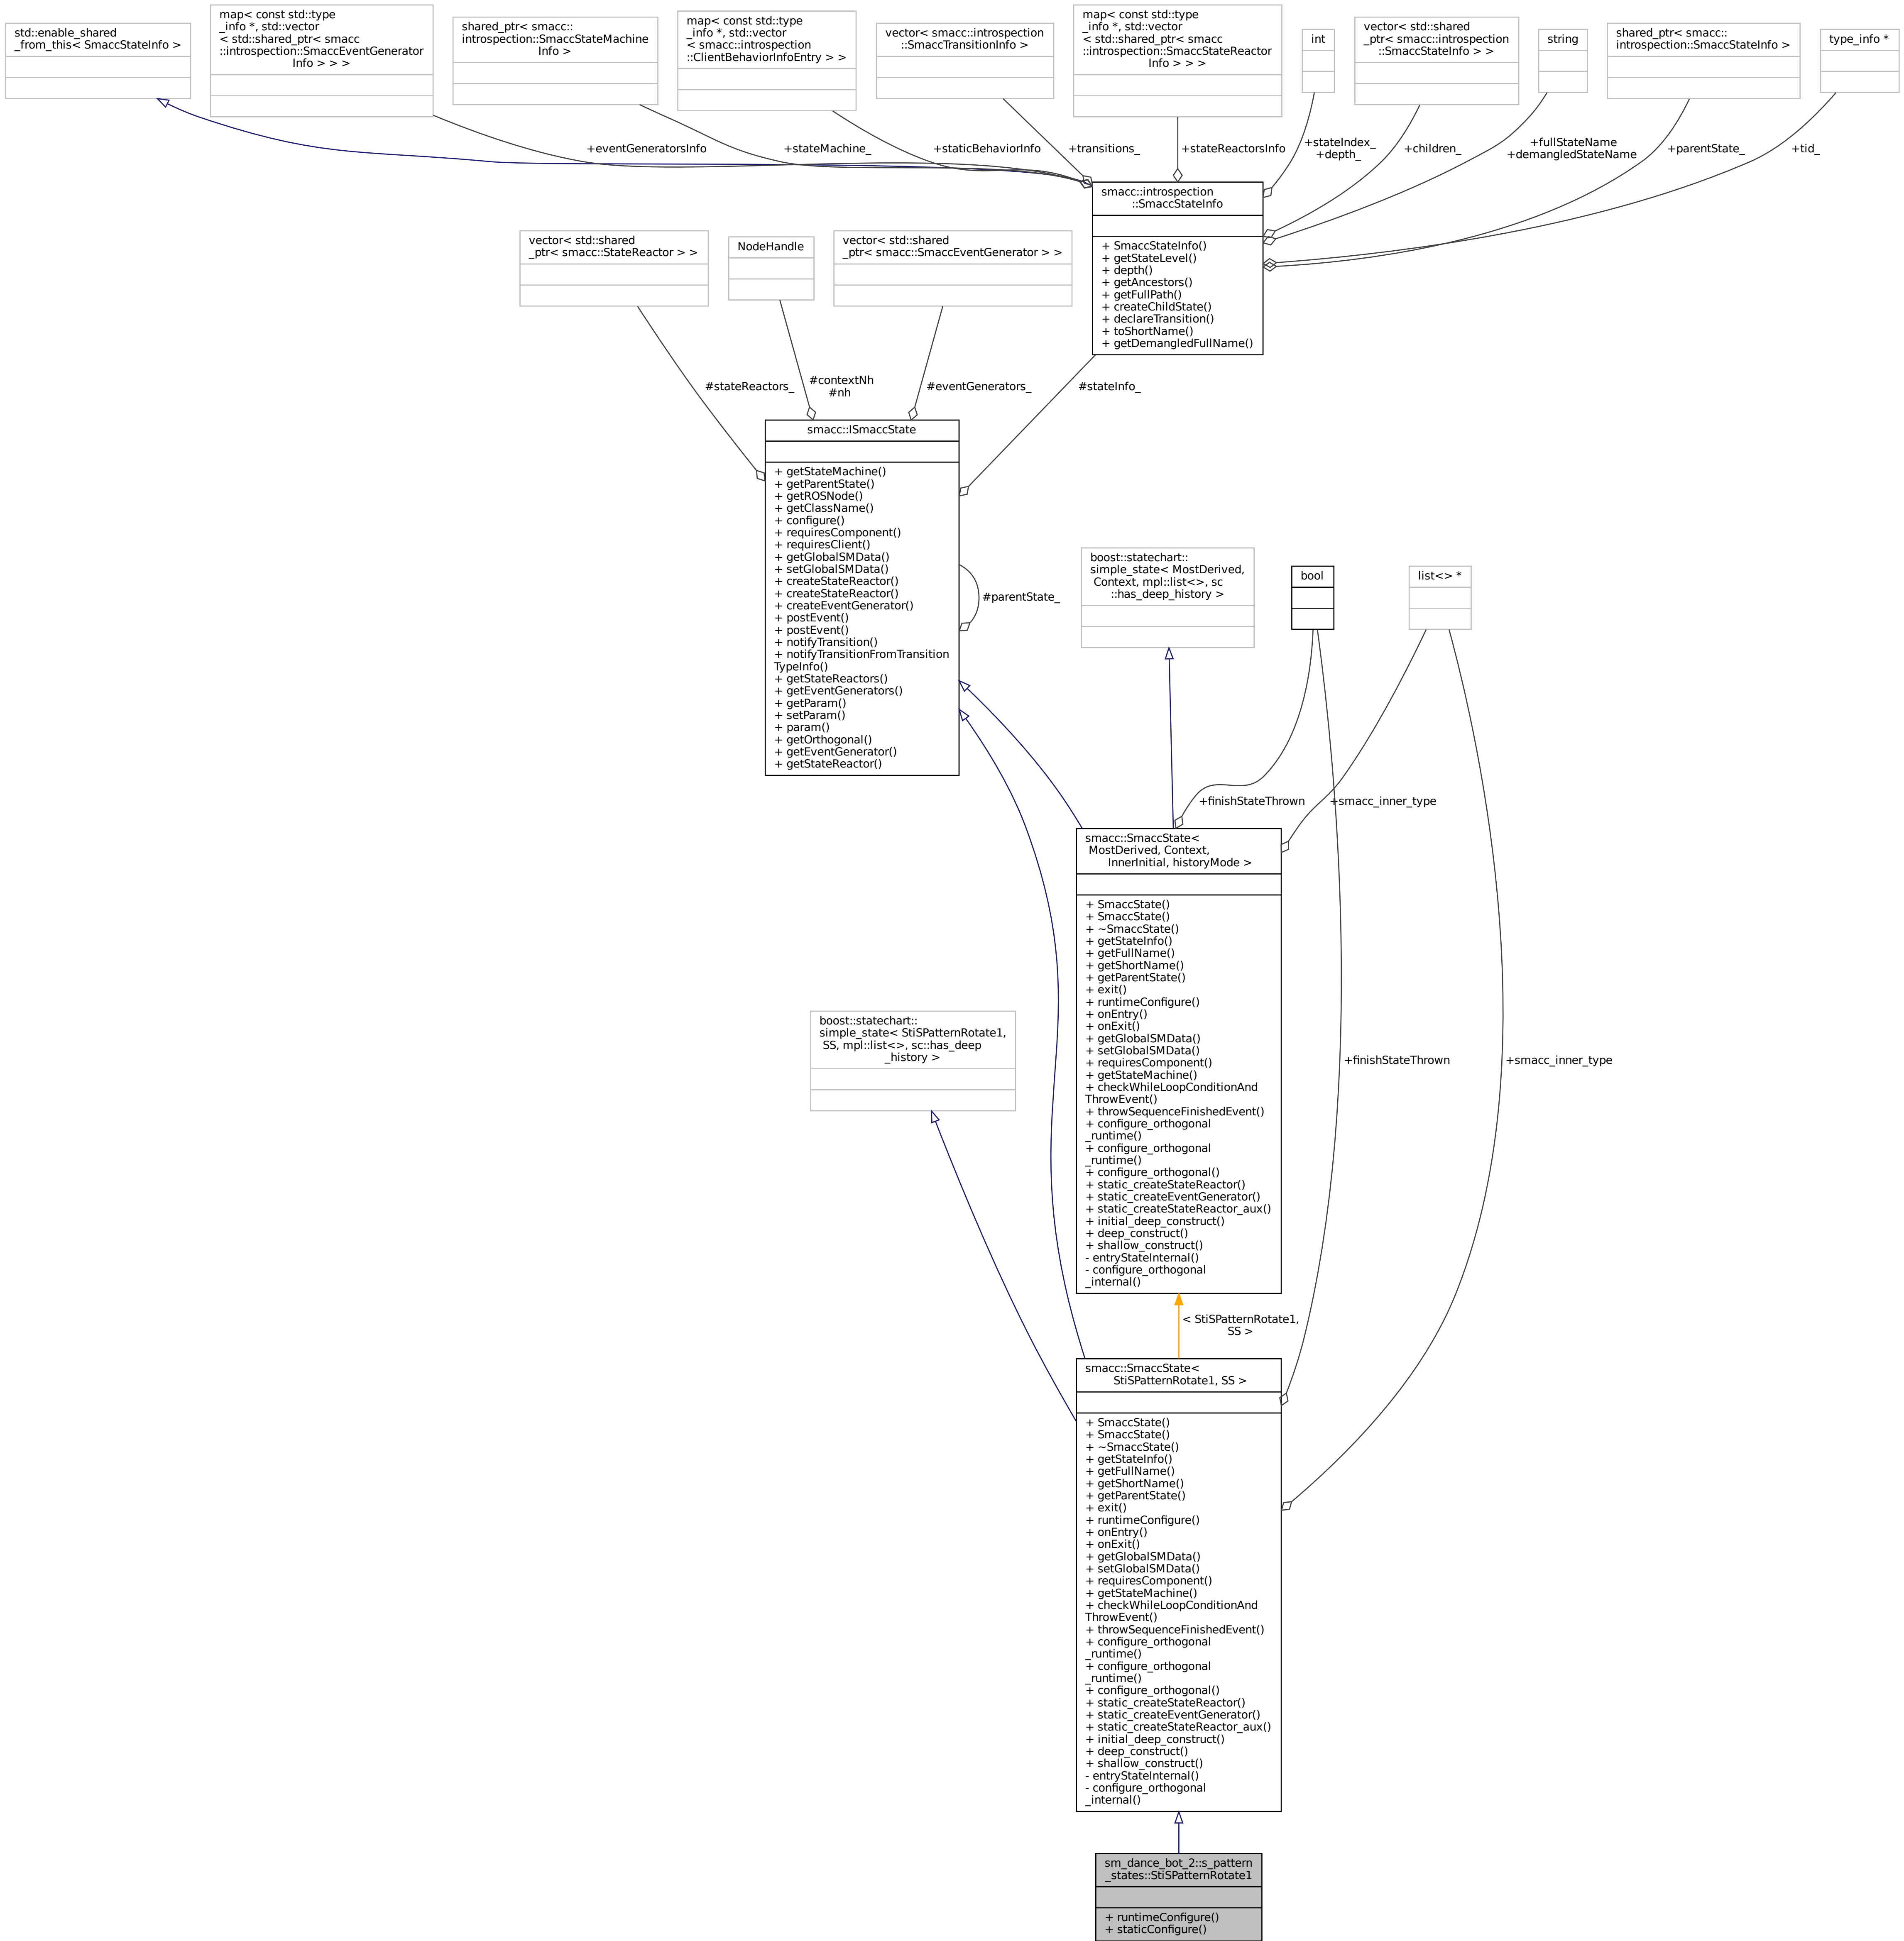 std::enable_shared
_from_this< SmaccStateInfo >
map< const std::type
_info *, std::vector
< std::shared_ptr< smacc
::introspection::SmaccEventGenerator
Info > > >
shared_ptr< smacc::
introspection::SmaccStateMachine
Info >
map< const std::type
_info *, std::vector
< smacc::introspection
::ClientBehaviorInfoEntry > >
vector< smacc::introspection
::SmaccTransitionInfo >
map< const std::type
_info *, std::vector
< std::shared_ptr< smacc
::introspection::SmaccStateReactor
Info > > >
int
vector< std::shared
_ptr< smacc::introspection
::SmaccStateInfo > >
string
shared_ptr< smacc::
introspection::SmaccStateInfo >
type_info *
+eventGeneratorsInfo
+stateMachine_
+staticBehaviorInfo
+transitions_
+stateReactorsInfo
+stateIndex_
+depth_
+children_
+fullStateName
+demangledStateName
+parentState_
+tid_
smacc::introspection
::SmaccStateInfo
+ SmaccStateInfo()
+ getStateLevel()
+ depth()
+ getAncestors()
+ getFullPath()
+ createChildState()
+ declareTransition()
+ toShortName()
+ getDemangledFullName()
vector< std::shared
_ptr< smacc::StateReactor > >
NodeHandle
vector< std::shared
_ptr< smacc::SmaccEventGenerator > >
#stateReactors_
#contextNh
#nh
#eventGenerators_
#stateInfo_
smacc::ISmaccState
+ getStateMachine()
+ getParentState()
+ getROSNode()
+ getClassName()
+ configure()
+ requiresComponent()
+ requiresClient()
+ getGlobalSMData()
+ setGlobalSMData()
+ createStateReactor()
+ createStateReactor()
+ createEventGenerator()
+ postEvent()
+ postEvent()
+ notifyTransition()
+ notifyTransitionFromTransition
TypeInfo()
+ getStateReactors()
+ getEventGenerators()
+ getParam()
+ setParam()
+ param()
+ getOrthogonal()
+ getEventGenerator()
+ getStateReactor()
#parentState_
boost::statechart::
simple_state< MostDerived,
Context, mpl::list<>, sc
::has_deep_history >
bool
list<> *
+finishStateThrown
+smacc_inner_type
smacc::SmaccState<
MostDerived, Context,
InnerInitial, historyMode >
+ SmaccState()
+ SmaccState()
+ ~SmaccState()
+ getStateInfo()
+ getFullName()
+ getShortName()
+ getParentState()
+ exit()
+ runtimeConfigure()
+ onEntry()
+ onExit()
+ getGlobalSMData()
+ setGlobalSMData()
+ requiresComponent()
+ getStateMachine()
+ checkWhileLoopConditionAnd
ThrowEvent()
+ throwSequenceFinishedEvent()
+ configure_orthogonal
_runtime()
+ configure_orthogonal
_runtime()
+ configure_orthogonal()
+ static_createStateReactor()
+ static_createEventGenerator()
+ static_createStateReactor_aux()
+ initial_deep_construct()
+ deep_construct()
+ shallow_construct()
- entryStateInternal()
- configure_orthogonal
_internal()
boost::statechart::
simple_state< StiSPatternRotate1,
SS, mpl::list<>, sc::has_deep
_history >
+finishStateThrown
+smacc_inner_type
< StiSPatternRotate1,
SS >
smacc::SmaccState<
StiSPatternRotate1, SS >
+ SmaccState()
+ SmaccState()
+ ~SmaccState()
+ getStateInfo()
+ getFullName()
+ getShortName()
+ getParentState()
+ exit()
+ runtimeConfigure()
+ onEntry()
+ onExit()
+ getGlobalSMData()
+ setGlobalSMData()
+ requiresComponent()
+ getStateMachine()
+ checkWhileLoopConditionAnd
ThrowEvent()
+ throwSequenceFinishedEvent()
+ configure_orthogonal
_runtime()
+ configure_orthogonal
_runtime()
+ configure_orthogonal()
+ static_createStateReactor()
+ static_createEventGenerator()
+ static_createStateReactor_aux()
+ initial_deep_construct()
+ deep_construct()
+ shallow_construct()
- entryStateInternal()
- configure_orthogonal
_internal()
sm_dance_bot_2::s_pattern
_states::StiSPatternRotate1
+ runtimeConfigure()
+ staticConfigure()